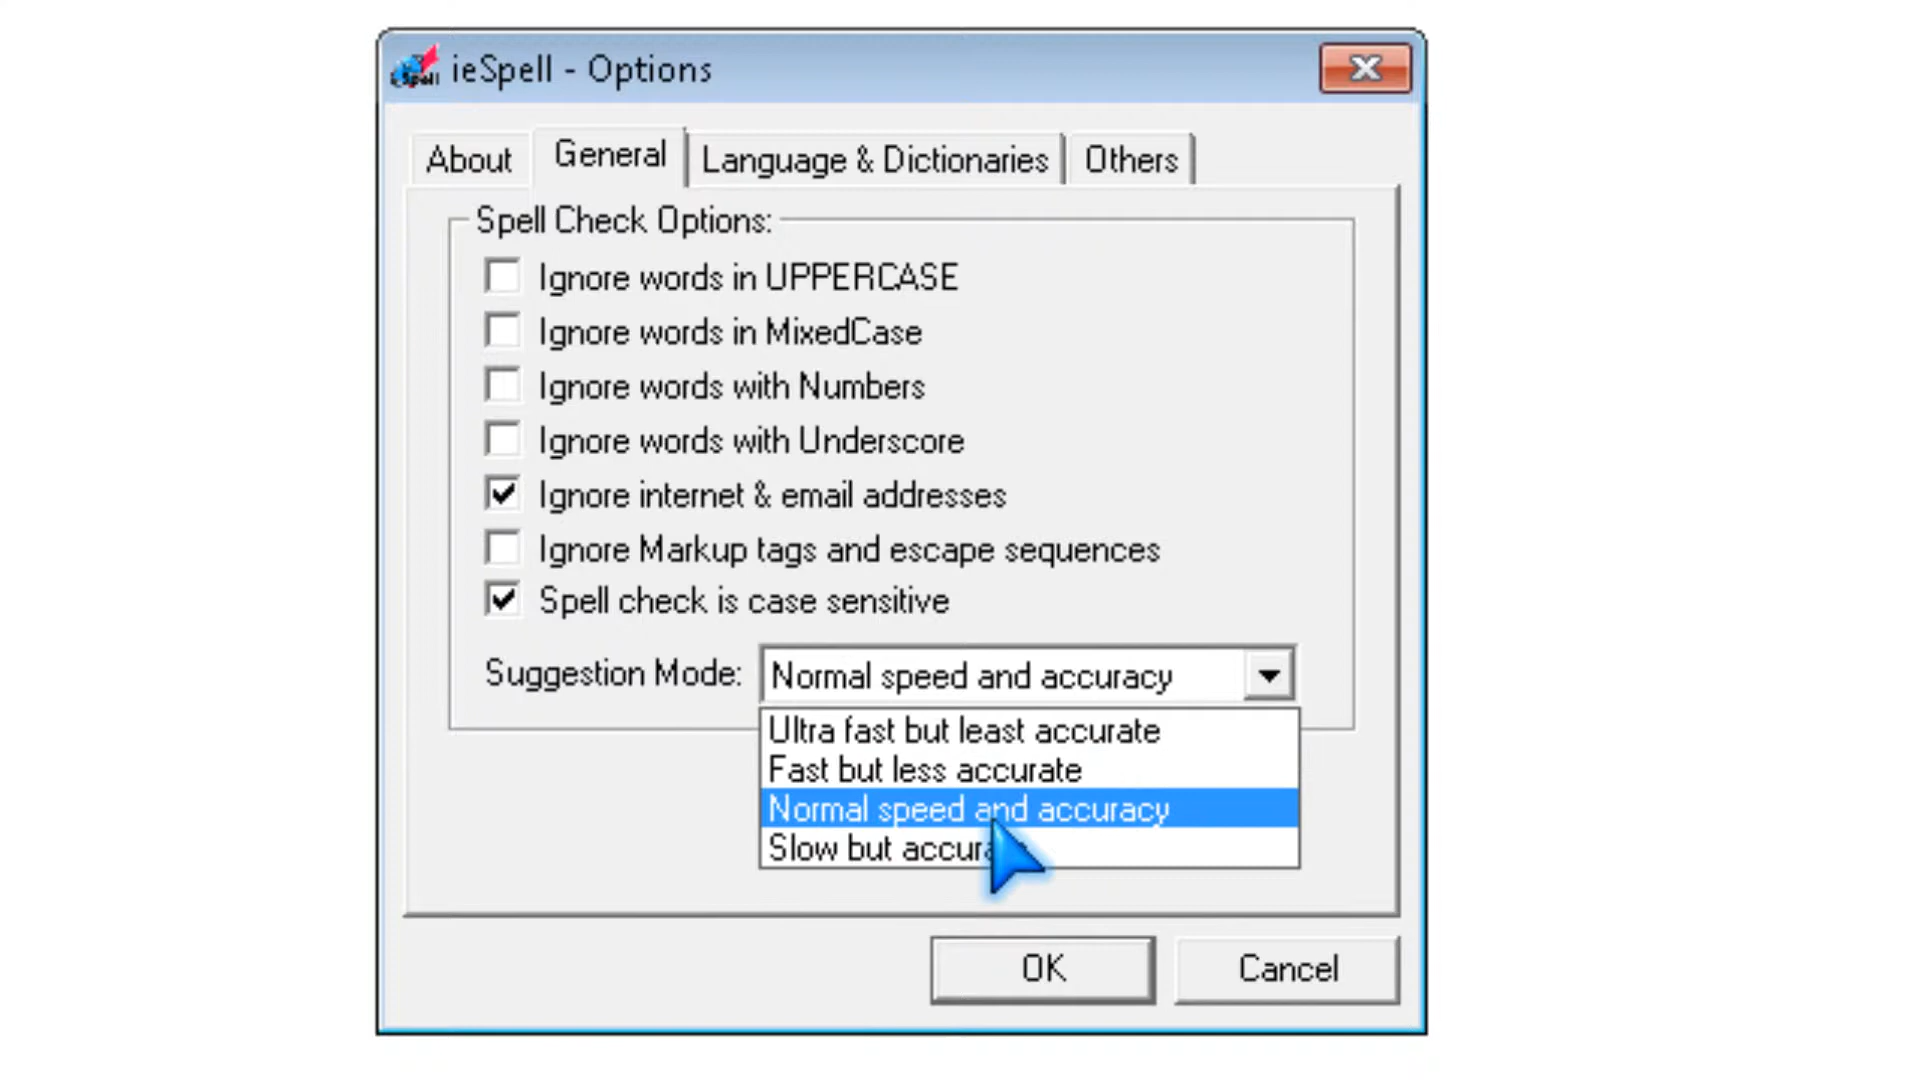 ieSpell - Options
About General Language & Dictionaries Others
Spell Check Options:
Ignore words in UPPERCASE
Ignore words in MixedCase
Ignore words with Numbers
Ignore words with Underscore
Ignore internet & email addresses
Ignore Markup tags and escape sequences
Spell check is case sensitive
Suggestion Mode: Normal speed and accuracy
Ultra fast but least accurate
Fast but less accurate
Normal speed and accuracy
Slow but
OK Cancel